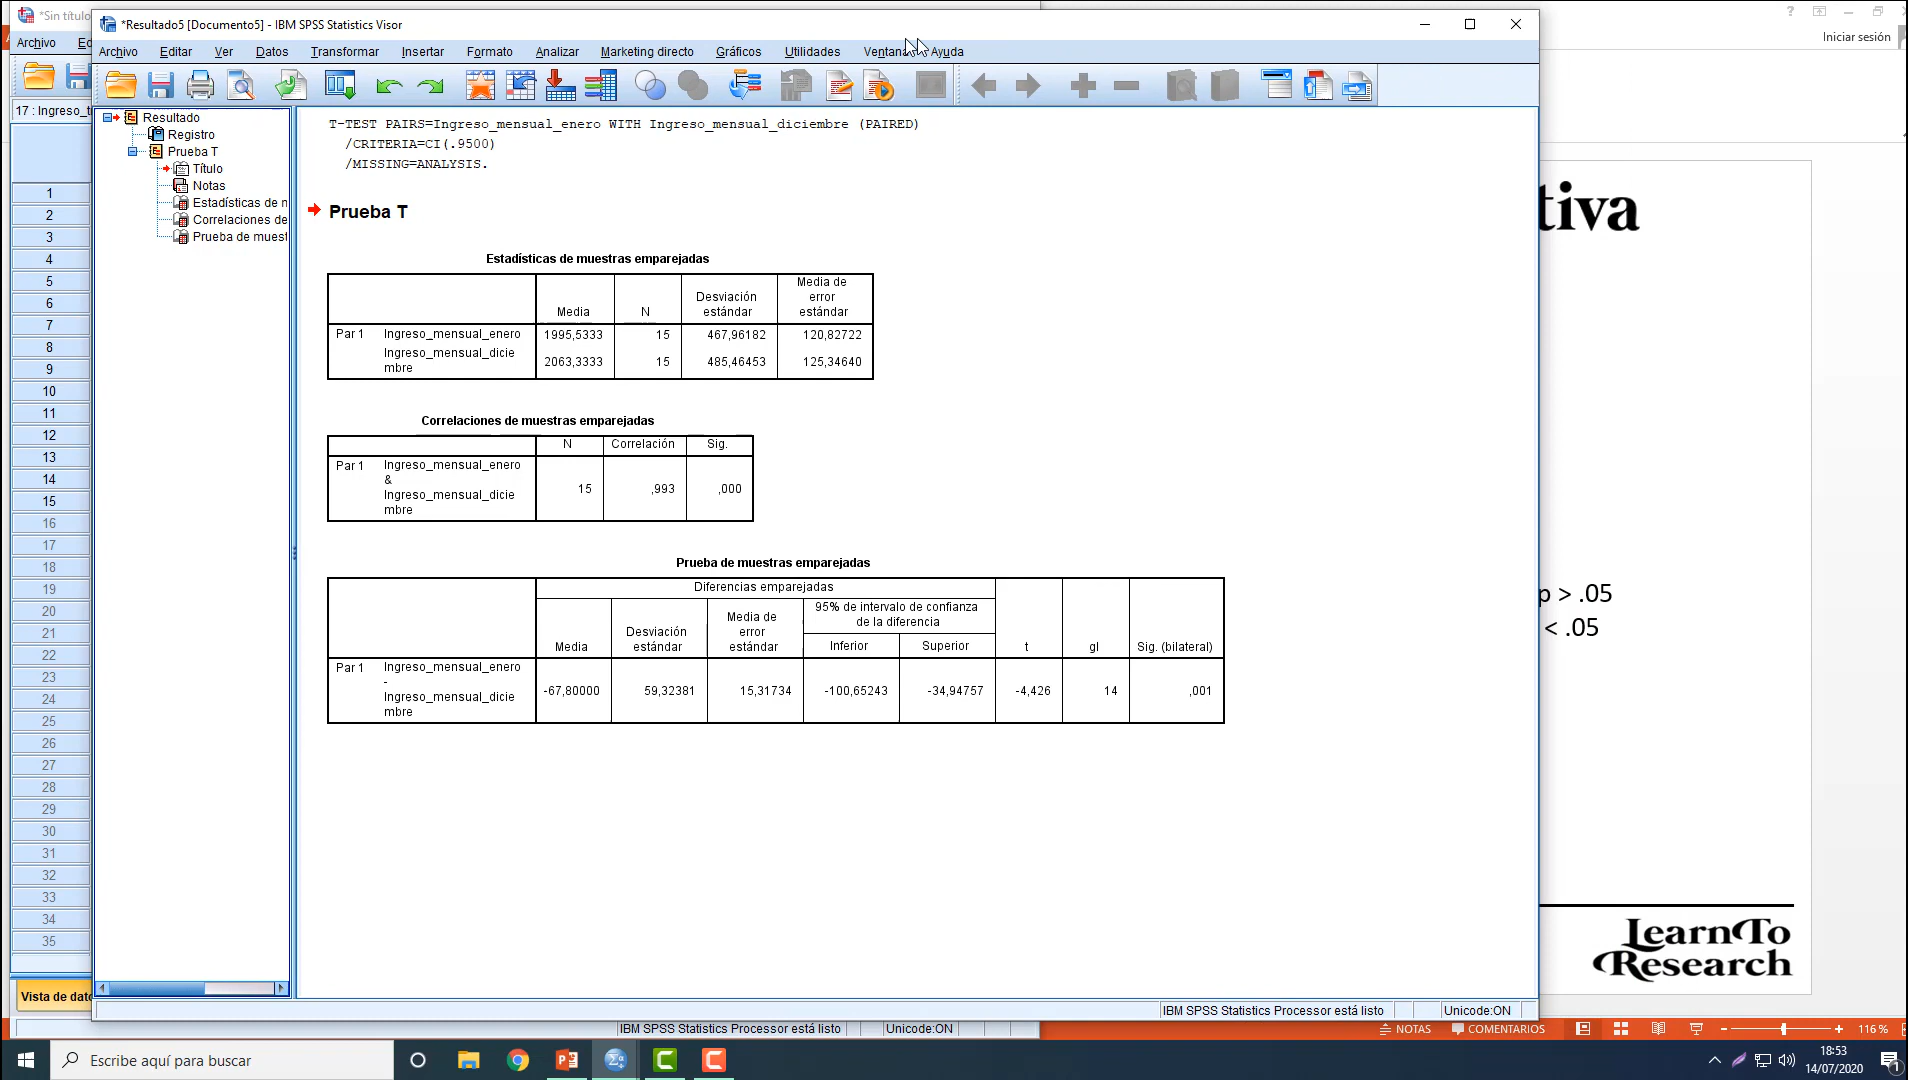 *Sin título
*Resultado5 [Documento5] - IBM SPSS Statistics Visor
Iniciar sesión
Archivo
Archivo Editar Ver Datos Transformar Insertar Formato Analizar Marketing directo Gráficos Utilidades Ventana Ayuda
17 : Ingreso_t
Resultado
Registro
Prueba T
Título
Notas
Estadísticas de
Correlaciones de
Prueba de
T-TEST PAIRS=Ingreso_mensual_enero WITH Ingreso_mensual_diciembre (PAIRED)
/CRITERIA=CI(.9500)
/MISSING=ANALYSIS.
Prueba T
Estadísticas de muestras emparejadas
Media N Desviación estándar Media de error estándar
Par 1 Ingreso_mensual_enero 1995,5333 15 467,96182 120,82722
Ingreso_mensual_dicie
mbre 2063,3333 15 485,46453 125,34640
Correlaciones de muestras emparejadas
N Correlación Sig.
Par 1 Ingreso_mensual_enero
&
Ingreso_mensual_dicie
mbre 15 ,993 ,000
Prueba de muestras emparejadas
Diferencias emparejadas
95% de intervalo de confianza
de la diferencia
Media Desviación estándar Media de error estándar Inferior Superior t gl Sig. (bilateral)
Par 1 Ingreso_mensual_enero
-
Ingreso_mensual_dicie
mbre -67,80000 59,32381 15,31734 -100,65243 -34,94757 -4,426 14 ,001
1
2
3
4
5
6
7
8
9
10
11
12
13
14
15
16
17
18
19
20
21
22
23
24
25
26
27
28
29
30
31
32
33
34
35
tiva
p > .05
< .05
LearnTo
Research
Vista de
IBM SPSS Statistics Processor está listo Unicode:ON
IBM SPSS Statistics Processor está listo Unicode:ON
NOTAS COMENTARIOS 116 %
Escribe aquí para buscar
18:53
14/07/2020
1